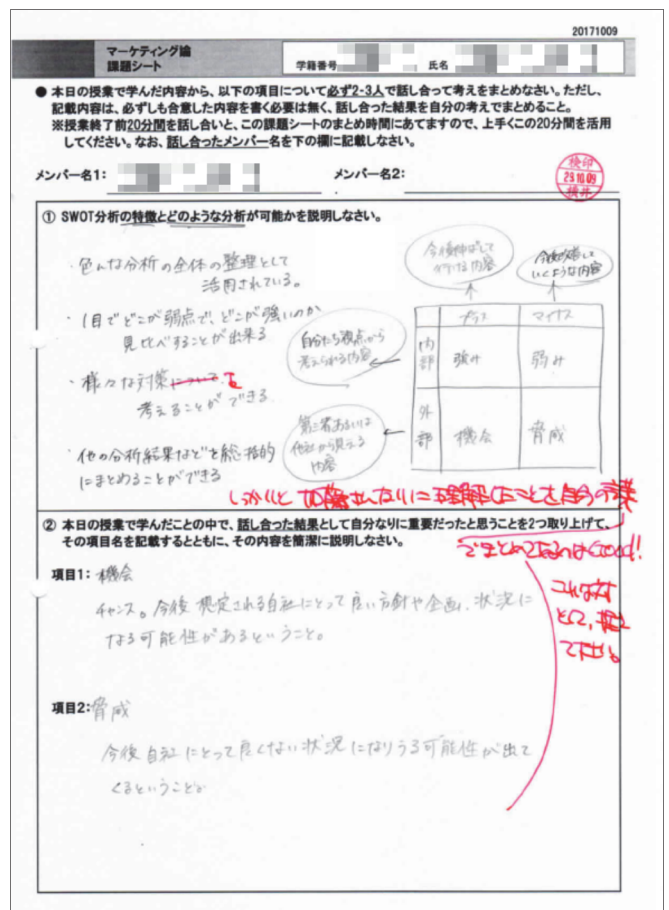 20171009
マーケティング論
課題シート
学籍番号
氏名
● 本日の授業で学んだ内容から、以下の項目について必ず2-3人で話し合って考えをまとめなさい。ただし、
記載内容は、必ずしも合意した内容を書く必要は無く、話し合った結果を自分の考えでまとめること。
※授業終了前20分間を話し合いと、この課題シートのまとめ時間にあてますので、上手くこの20分間を活用
してください。なお、話し合ったメンバー名を下の欄に記載しなさい。
メンバー名1:
メンバー名2:
検印
29.10.09
横井
① SWOT分析の特徴とどのような分析が可能かを説明しなさい。
・色んな分析の全体の整理として
活用されている。
・1目でどこが弱点で、どこが強いのか
見比べすることが出来る
・様々な対策について を
考えることができる
・他の分析結果などを総括的
にまとめることができる
今後伸ばして
行ける内容
今後改善して
いくような内容
プラス
マイナス
自分たち視点から
考えられる内容
内部
強み
弱み
第三者あるいは
他社から見える
内容
外部
機会
脅威
しっかりと
理解したことを自分の
でまとめてあるのはGood!
② 本日の授業で学んだことの中で、話し合った結果として自分なりに重要だったと思うことを2つ取り上げて、
その項目名を記載するとともに、その内容を簡潔に説明しなさい。
項目1: 機会
チャンス。今後想定される自社にとって良い方針や企画、状況に
なる可能性があるということ。
項目2: 脅威
今後自社にとって良くない状況になりうる可能性が出て
くるということ。